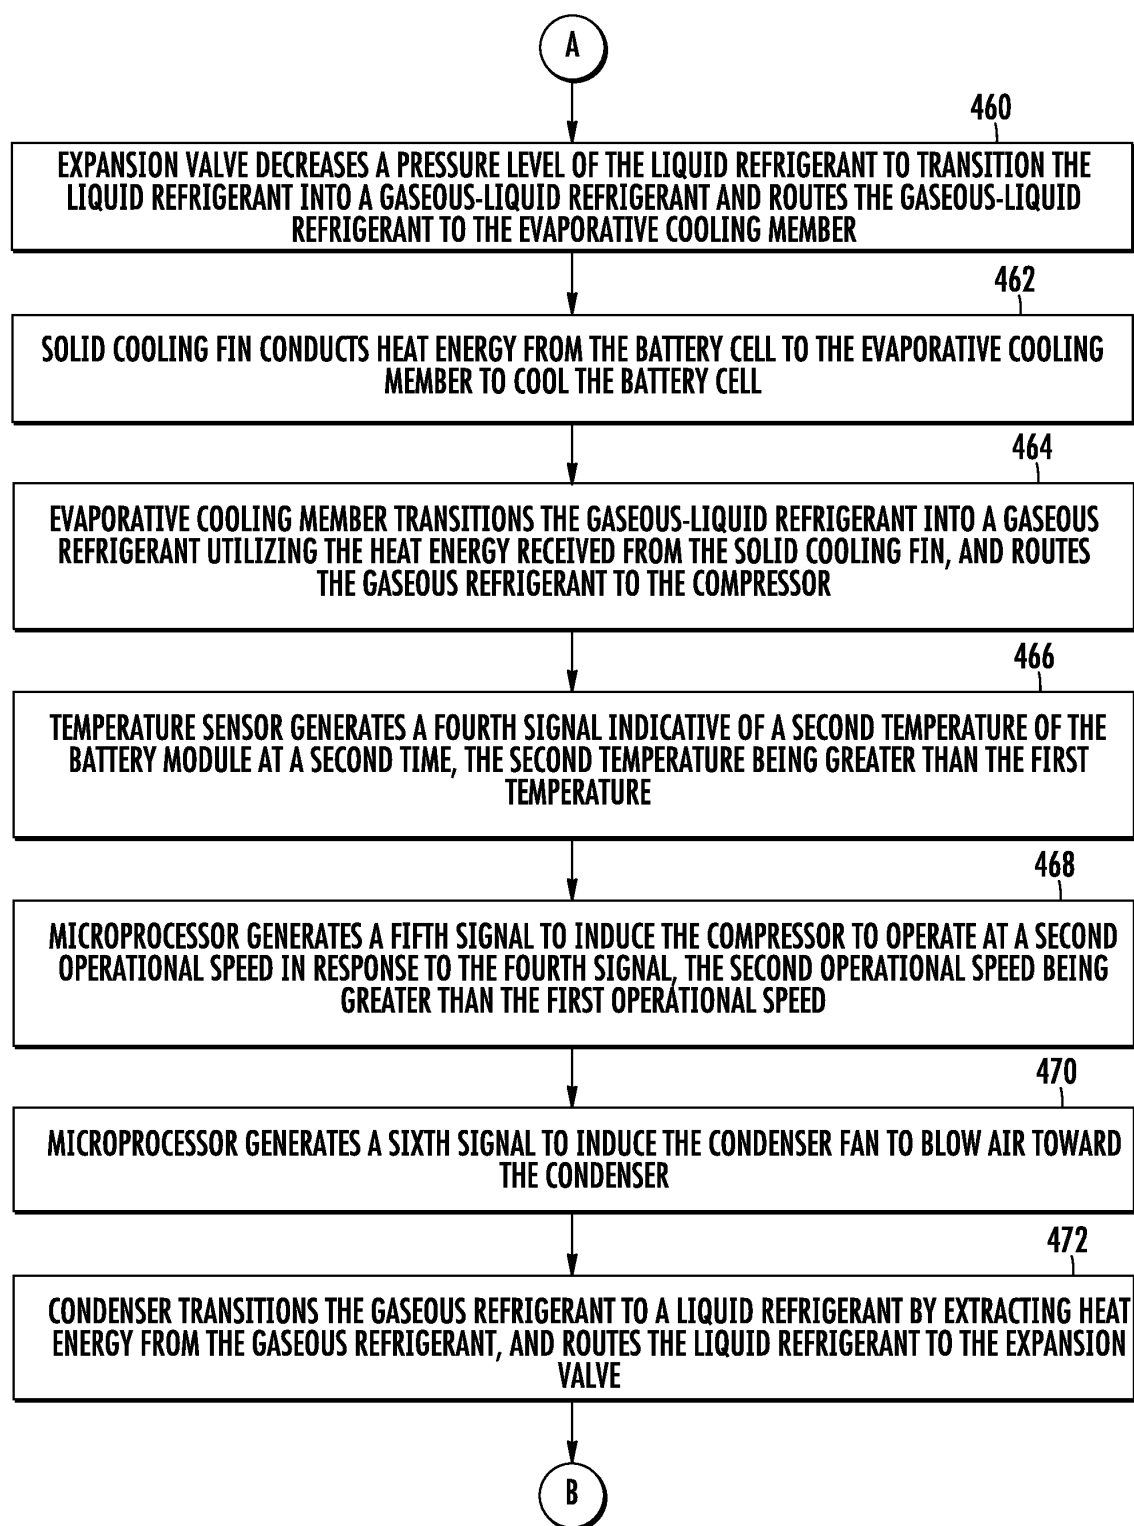 A
460
EXPANSION VALVE DECREASES A PRESSURE LEVEL OF THE LIQUID REFRIGERANT TO TRANSITION THE
LIQUID REFRIGERANT INTO A GASEOUS-LIQUID REFRIGERANT AND ROUTES THE GASEOUS-LIQUID
REFRIGERANT TO THE EVAPORATIVE COOLING MEMBER
462
SOLID COOLING FIN CONDUCTS HEAT ENERGY FROM THE BATTERY CELL TO THE EVAPORATIVE COOLING
MEMBER TO COOL THE BATTERY CELL
464
EVAPORATIVE COOLING MEMBER TRANSITIONS THE GASEOUS-LIQUID REFRIGERANT INTO A GASEOUS
REFRIGERANT UTILIZING THE HEAT ENERGY RECEIVED FROM THE SOLID COOLING FIN, AND ROUTES
THE GASEOUS REFRIGERANT TO THE COMPRESSOR
466
TEMPERATURE SENSOR GENERATES A FOURTH SIGNAL INDICATIVE OF A SECOND TEMPERATURE OF THE
BATTERY MODULE AT A SECOND TIME, THE SECOND TEMPERATURE BEING GREATER THAN THE FIRST
TEMPERATURE
468
MICROPROCESSOR GENERATES A FIFTH SIGNAL TO INDUCE THE COMPRESSOR TO OPERATE AT A SECOND
OPERATIONAL SPEED IN RESPONSE TO THE FOURTH SIGNAL, THE SECOND OPERATIONAL SPEED BEING
GREATER THAN THE FIRST OPERATIONAL SPEED
470
MICROPROCESSOR GENERATES A SIXTH SIGNAL TO INDUCE THE CONDENSER FAN TO BLOW AIR TOWARD
THE CONDENSER
472
CONDENSER TRANSITIONS THE GASEOUS REFRIGERANT TO A LIQUID REFRIGERANT BY EXTRACTING HEAT
ENERGY FROM THE GASEOUS REFRIGERANT, AND ROUTES THE LIQUID REFRIGERANT TO THE EXPANSION
VALVE
B